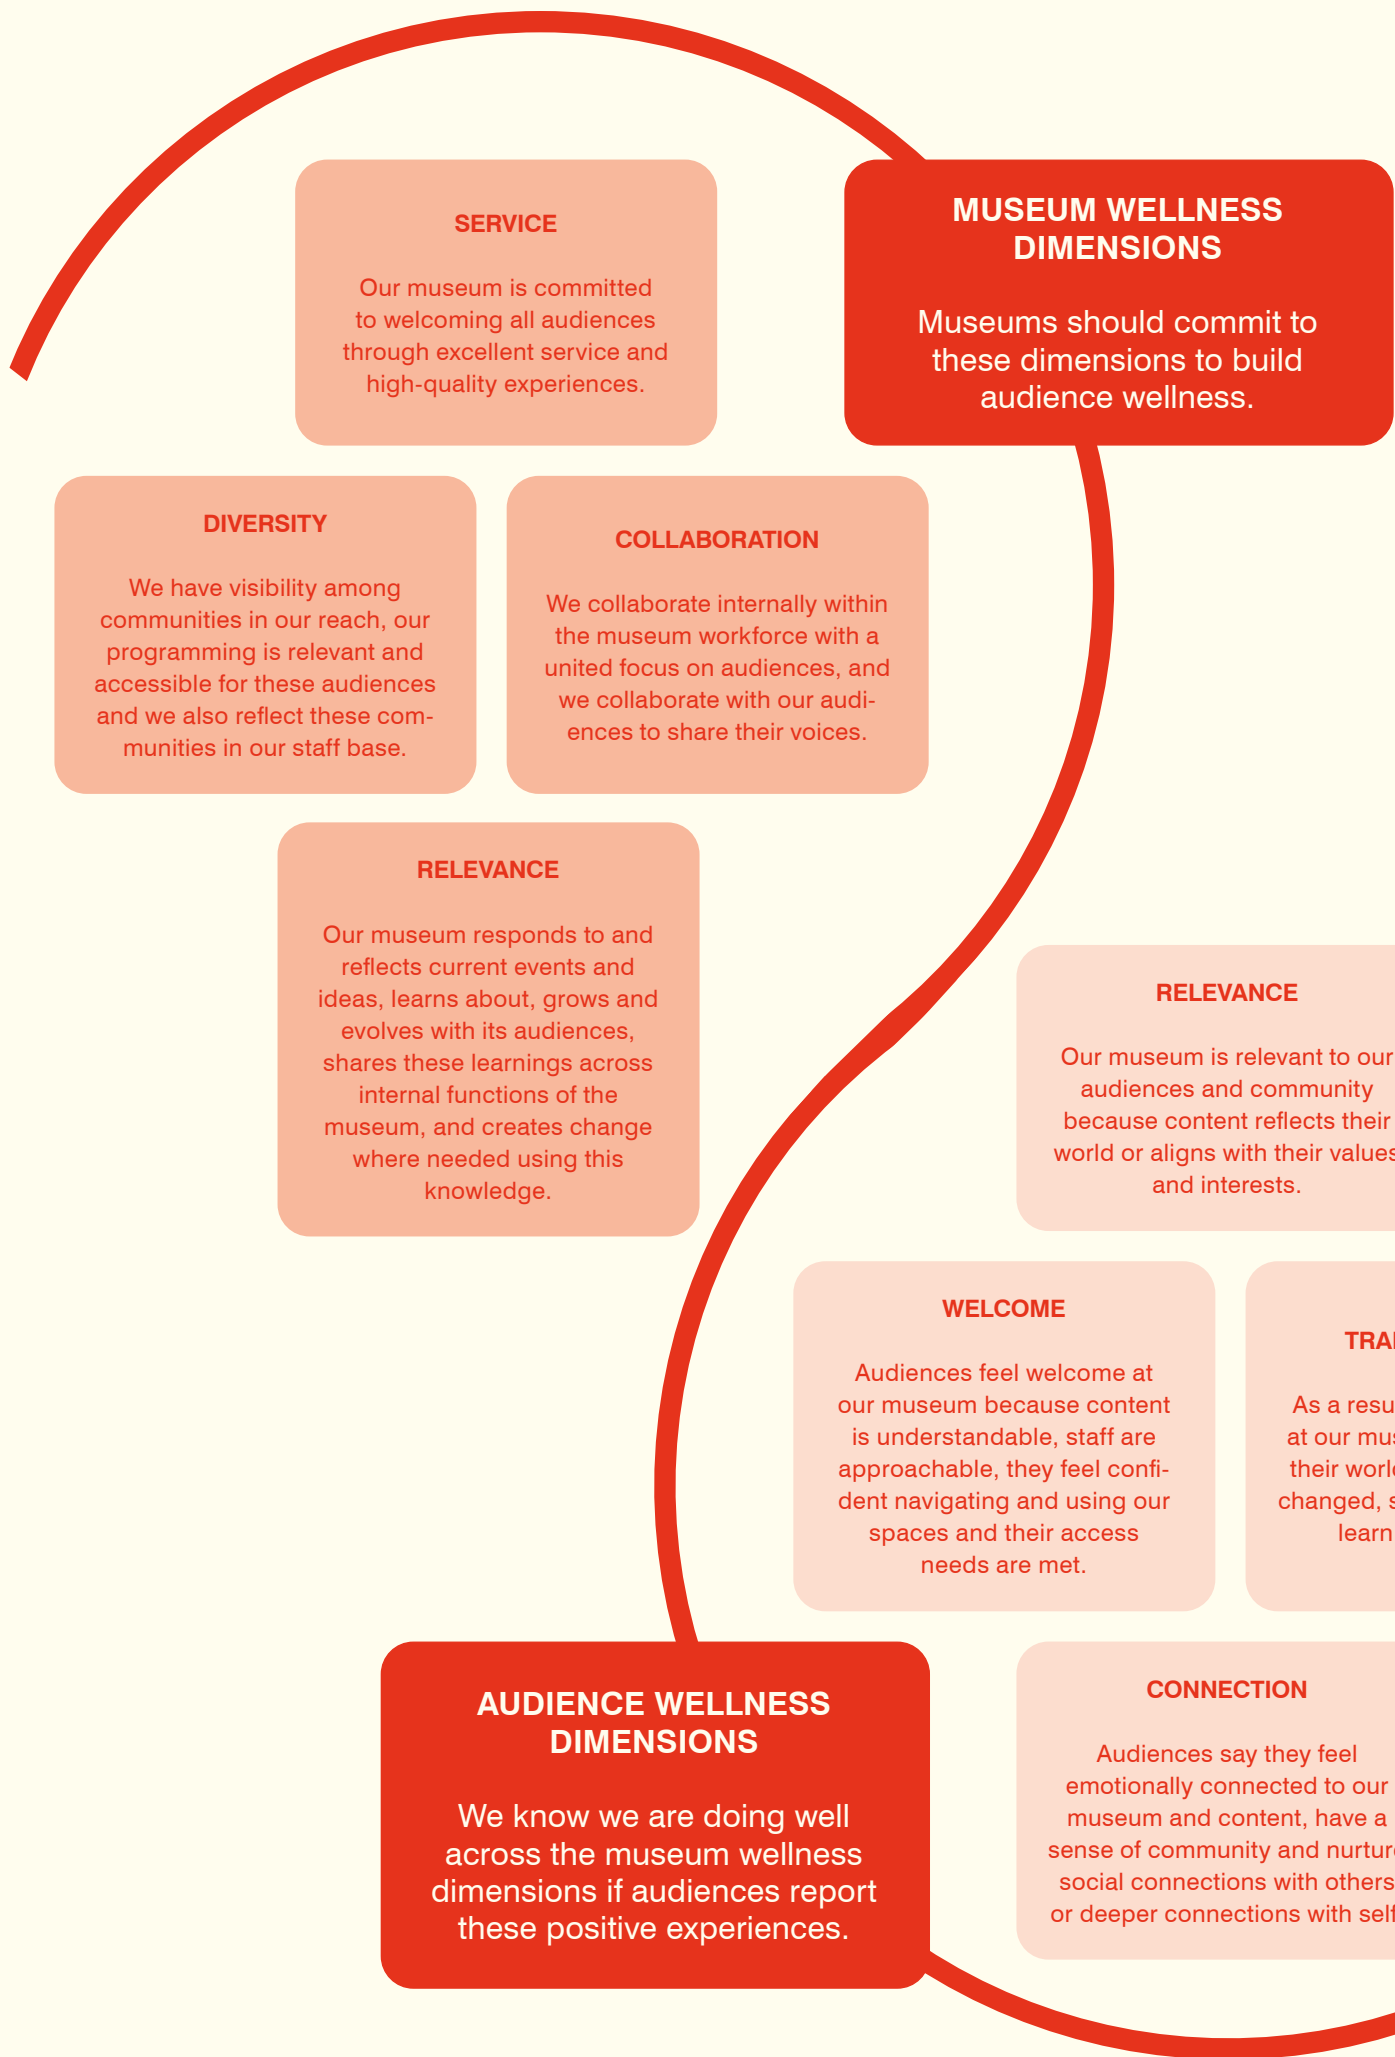 SERVICE
Our museum is committed
to welcoming all audiences
through excellent service and
high-quality experiences.
MUSEUM WELLNESS
DIMENSIONS
Museums should commit to
these dimensions to build
audience wellness.
DIVERSITY
We have visibility among
communities in our reach, our
programming is relevant and
accessible for these audiences
and we also reflect these com-
munities in our staff base.
COLLABORATION
We collaborate internally within
the museum workforce with a
united focus on audiences, and
we collaborate with our audi-
ences to share their voices.
RELEVANCE
Our museum responds to and
reflects current events and
ideas, learns about, grows and
evolves with its audiences,
shares these learnings across
internal functions of the
museum, and creates change
where needed using this
knowledge.
RELEVANCE
Our museum is relevant to our
audiences and community
because content reflects their
world or aligns with their values
and interests.
WELCOME
Audiences feel welcome at
our museum because content
is understandable, staff are
approachable, they feel confi-
dent navigating and using our
spaces and their access
needs are met.
As a
at our
their
changed,
AUDIENCE WELLNESS
DIMENSIONS
We know we are doing well
across the museum wellness
dimensions if audiences report
these positive experiences.
CONNECTION
Audiences say they feel
emotionally connected to our
museum and content, have a
sense of community and nurture
social connections with others
or deeper connections with self